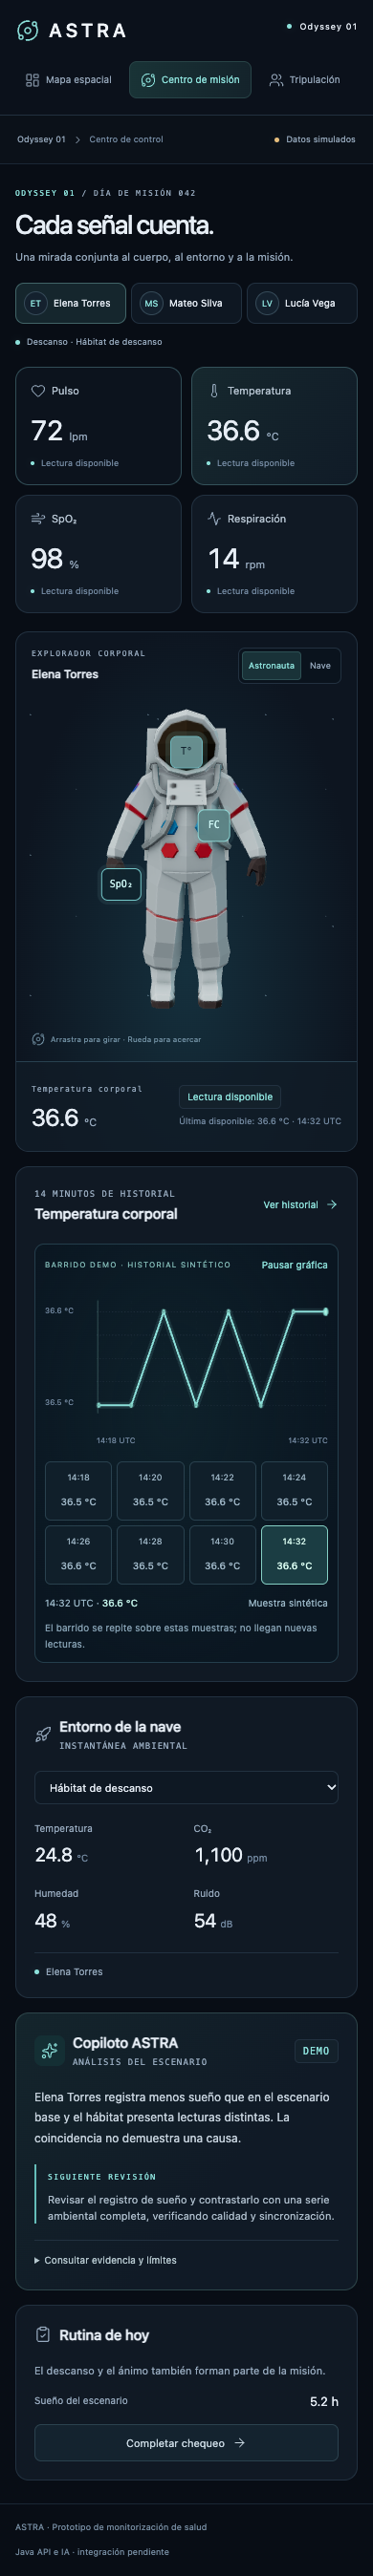 ASTRA
Odyssey 01
Mapa espacial
Centro de misión
Tripulación
Odyssey 01 > Centro de control
Datos simulados
ODYSSEY 01 / DÍA DE MISIÓN 042
Cada señal cuenta.
Una mirada conjunta al cuerpo, al entorno y a la misión.
ET Elena Torres
MS Mateo Silva
LV Lucía Vega
Descanso · Hábitat de descanso
Pulso
72 lpm
Lectura disponible
Temperatura
36.6 °C
Lectura disponible
SpO₂
98 %
Lectura disponible
Respiración
14 rpm
Lectura disponible
EXPLORADOR CORPORAL
Elena Torres
Astronauta
Nave
T°
FC
SpO₂
Arrastra para girar · Rueda para acercar
Temperatura corporal
36.6 °C
Lectura disponible
Última disponible: 36.6 °C · 14:32 UTC
14 MINUTOS DE HISTORIAL
Temperatura corporal
Ver historial
BARRIDO DEMO · HISTORIAL SINTÉTICO
Pausar gráfica
36.6 °C
36.5 °C
14:18 UTC
14:32 UTC
14:18
36.5 °C
14:20
36.5 °C
14:22
36.6 °C
14:24
36.5 °C
14:26
36.6 °C
14:28
36.5 °C
14:30
36.6 °C
14:32
36.6 °C
14:32 UTC · 36.6 °C
Muestra sintética
El barrido se repite sobre estas muestras; no llegan nuevas
lecturas.
Entorno de la nave
INSTANTÁNEA AMBIENTAL
Hábitat de descanso
Temperatura
24.8 °C
CO₂
1,100 ppm
Humedad
48 %
Ruido
54 dB
Elena Torres
Copiloto ASTRA
ANÁLISIS DEL ESCENARIO
DEMO
Elena Torres registra menos sueño que en el escenario
base y el hábitat presenta lecturas distintas. La
coincidencia no demuestra una causa.
SIGUIENTE REVISIÓN
Revisar el registro de sueño y contrastarlo con una serie
ambiental completa, verificando calidad y sincronización.
Consultar evidencia y límites
Rutina de hoy
El descanso y el ánimo también forman parte de la misión.
Sueño del escenario
5.2 h
Completar chequeo
ASTRA · Prototipo de monitorización de salud
Java API e IA · integración pendiente